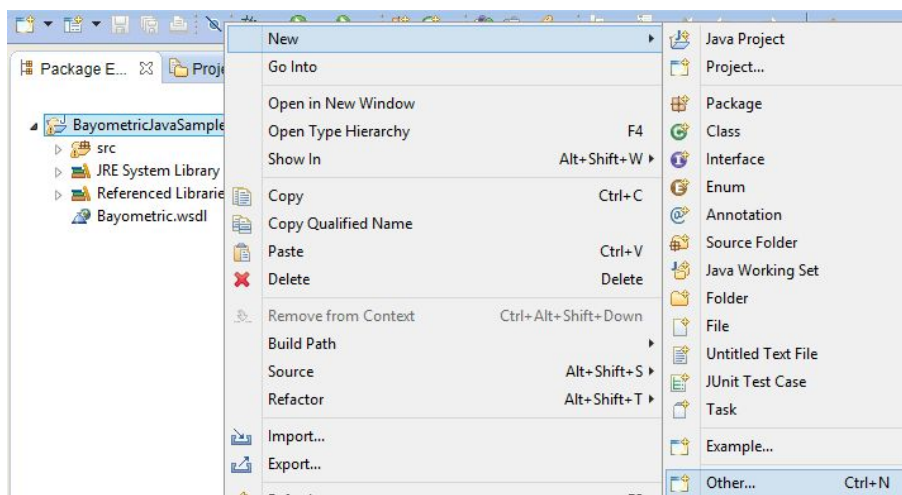 Package E...
Proje
BayometricJavaSample
src
JRE System Library
Referenced Librarie
Bayometric.wsdl
New
Go Into
Open in New Window
Open Type Hierarchy F4
Show In Alt+Shift+W
Copy Ctrl+C
Copy Qualified Name
Paste Ctrl+V
Delete Delete
Remove from Context Ctrl+Alt+Shift+Down
Build Path
Source Alt+Shift+S
Refactor Alt+Shift+T
Import...
Export...
Java Project
Project...
Package
Class
Interface
Enum
Annotation
Source Folder
Java Working Set
Folder
File
Untitled Text File
JUnit Test Case
Task
Example...
Other... Ctrl+N